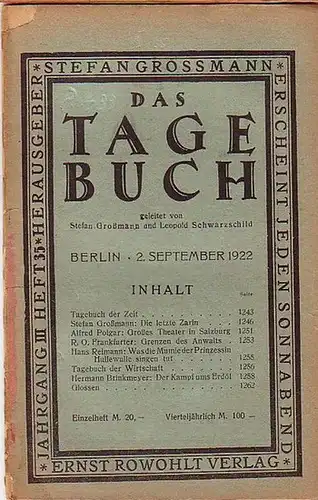 STEFAN GROSSMANN
HERAUSGEBER
JAHRGANG III HEFT 35
ERSCHEINT JEDEN SONNABEND
DAS
TAGE
BUCH
geleitet von
Stefan Großmann und Leopold Schwarzschild
BERLIN · 2. SEPTEMBER 1922
INHALT
Seite
Tagebuch der Zeit . . . . . . . . . 1243
Stefan Großmann: Die letzte Zarin . . . 1246
Alfred Polgar: Großes Theater in Salzburg 1251
R. O. Frankfurter: Grenzen des Anwalts . 1253
Hans Reimann: Was die Mumie der Prinzessin
Hallewulle singen tut . . . . . . 1255
Tagebuch der Wirtschaft . . . . . . . 1256
Hermann Brinkmeyer: Der Kampf ums Erdöl 1258
Glossen . . . . . . . . . . . . 1262
Einzelheft M. 20,— Vierteljährlich M. 100 —
ERNST ROWOHLT VERLAG